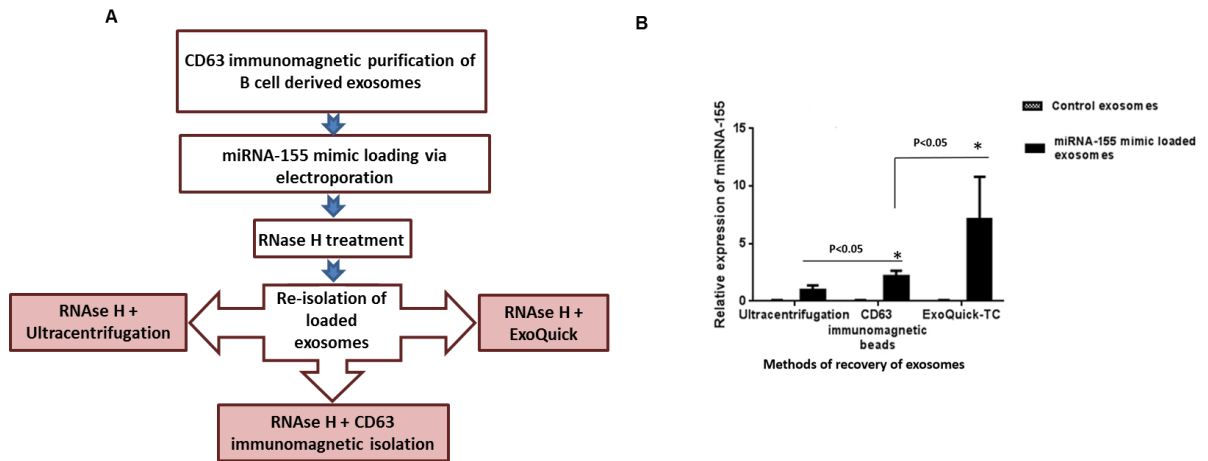 A
CD63 immunomagnetic purification of
B cell derived exosomes
miRNA-155 mimic loading via
electroporation
RNase H treatment
Re-isolation of
loaded
exosomes
RNAse H +
Ultracentrifugation
RNAse H +
ExoQuick
RNAse H + CD63
immunomagnetic isolation
B
Relative expression of miRNA-155
15
10
5
0
P<0.05
*
P<0.05
*
Control exosomes
miRNA-155 mimic loaded
exosomes
Ultracentrifugation
CD63
immunomagnetic
beads
ExoQuick-TC
Methods of recovery of exosomes